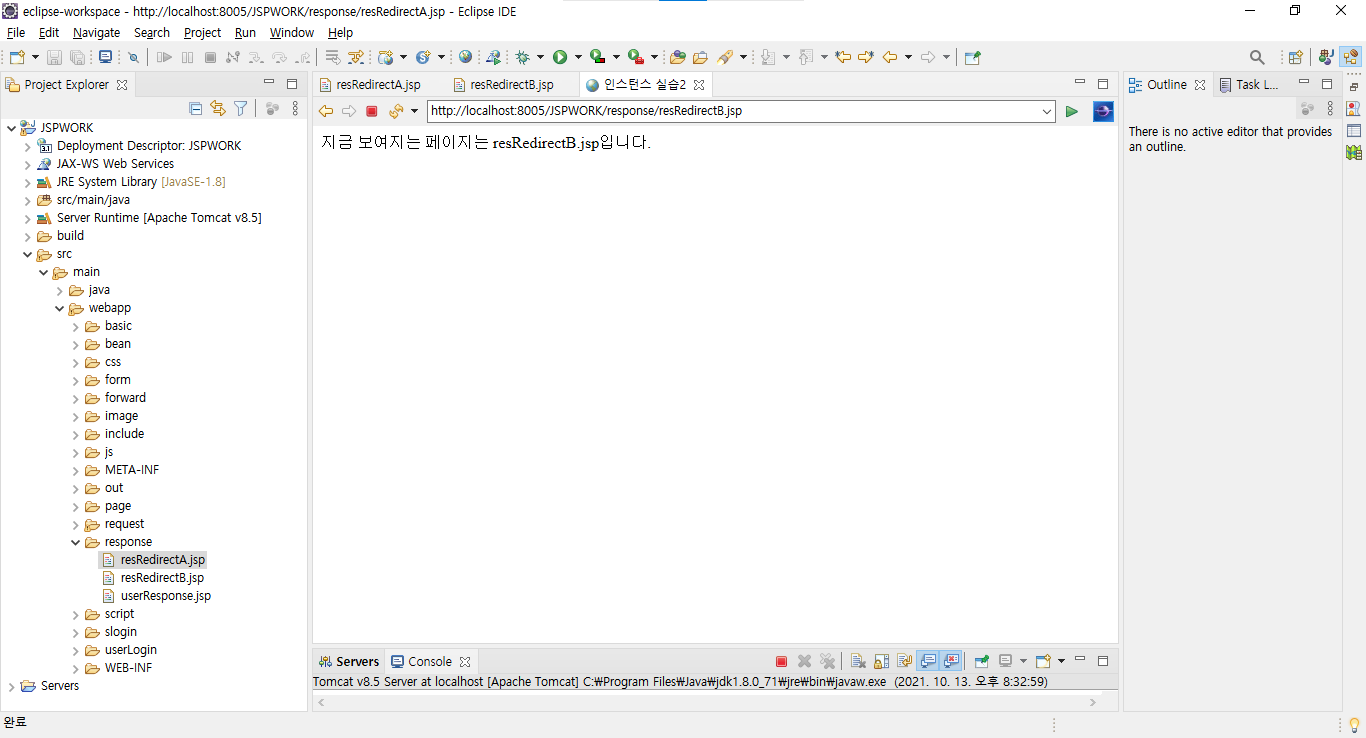 eclipse-workspace - http://localhost:8005/JSPWORK/response/resRedirectA.jsp - Eclipse IDE
File Edit Navigate Search Project Run Window Help
Project Explorer
JSPWORK
Deployment Descriptor: JSPWORK
JAX-WS Web Services
JRE System Library [JavaSE-1.8]
src/main/java
Server Runtime [Apache Tomcat v8.5]
build
src
main
java
webapp
basic
bean
css
form
forward
image
include
js
META-INF
out
page
request
response
resRedirectA.jsp
resRedirectB.jsp
userResponse.jsp
script
slogin
userLogin
WEB-INF
Servers
resRedirectA.jsp resRedirectB.jsp 인스턴스 실습2
http://localhost:8005/JSPWORK/response/resRedirectB.jsp
지금 보여지는 페이지는 resRedirectB.jsp입니다.
Outline Task L...
There is no active editor that provides
an outline.
Servers Console
Tomcat v8.5 Server at localhost [Apache Tomcat] C:₩Program Files₩Java₩jdk1.8.0_71₩jre₩bin₩javaw.exe (2021. 10. 13. 오후 8:32:59)
완료